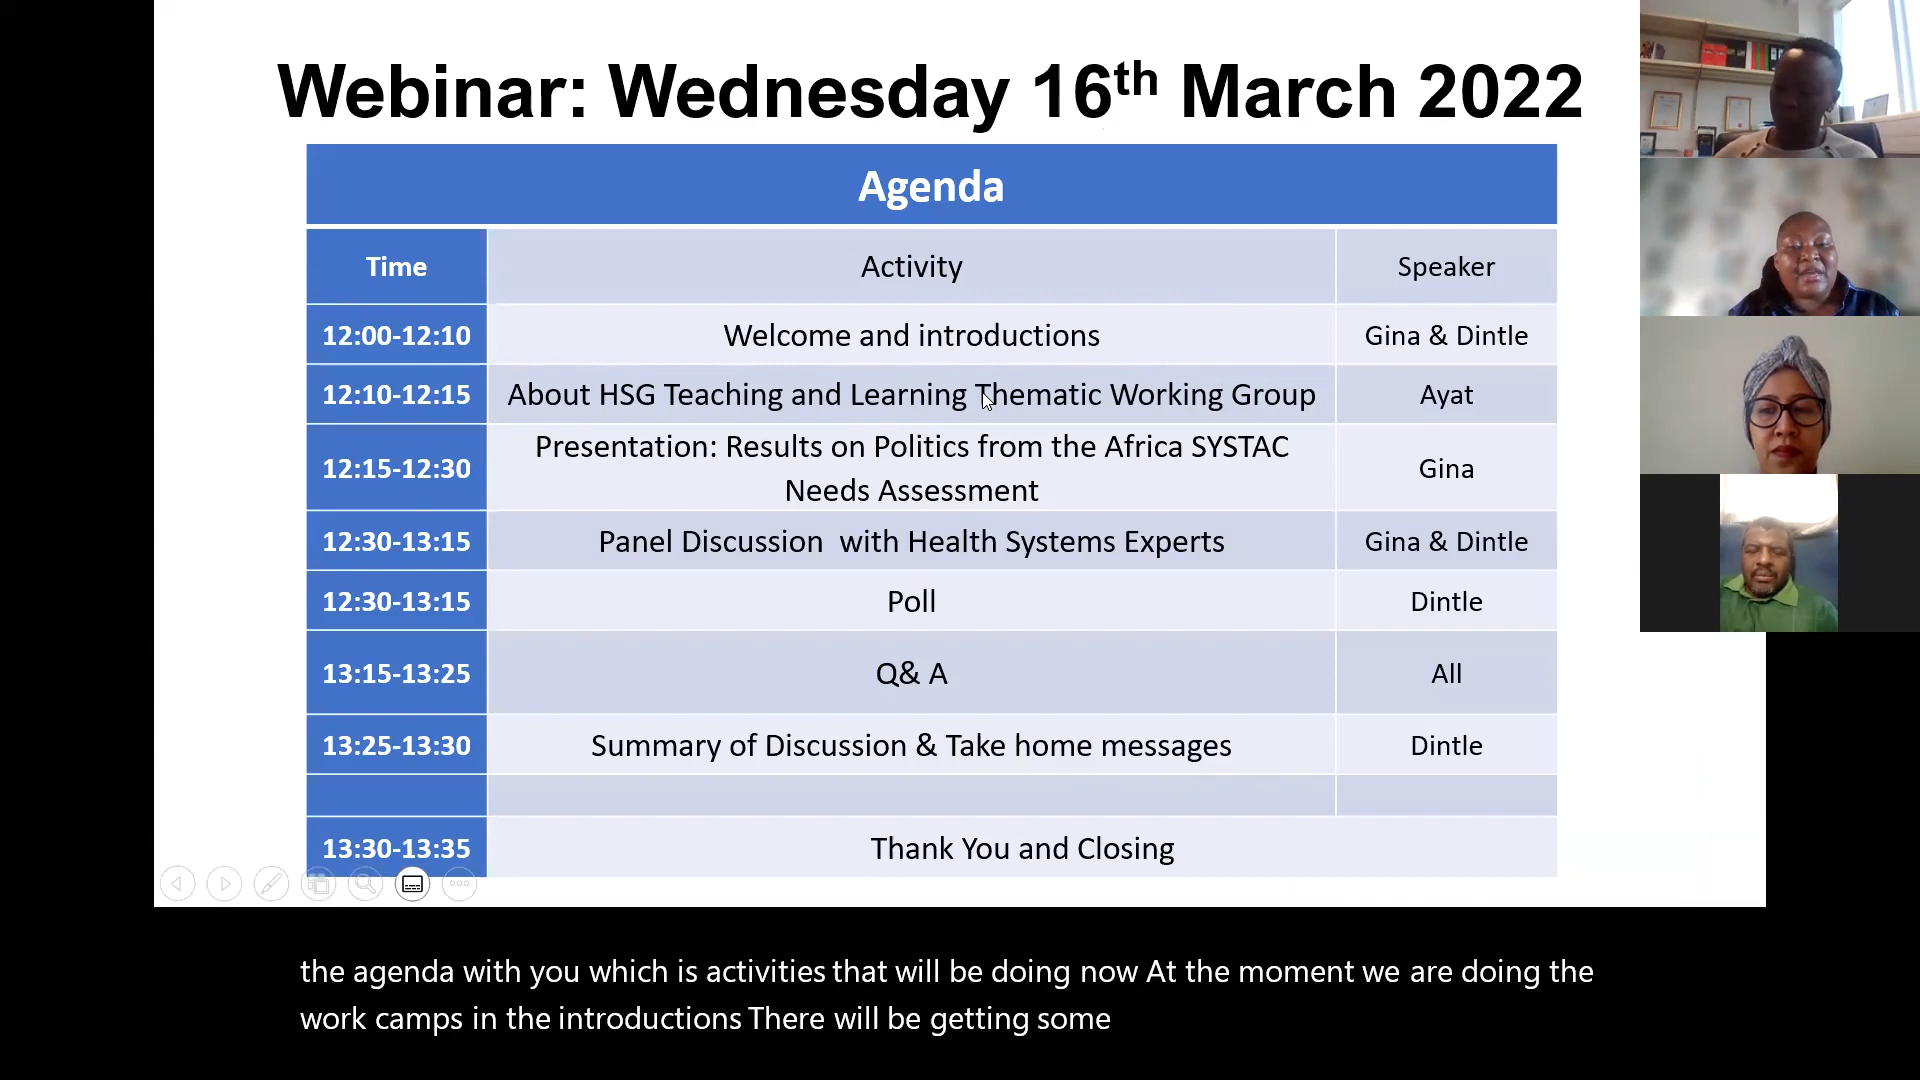 Webinar: Wednesday 16th March 2022
Agenda
Time Activity Speaker
12:00-12:10 Welcome and introductions Gina & Dintle
12:10-12:15 About HSG Teaching and Learning Thematic Working Group Ayat
12:15-12:30 Presentation: Results on Politics from the Africa SYSTAC
Needs Assessment Gina
12:30-13:15 Panel Discussion with Health Systems Experts Gina & Dintle
12:30-13:15 Poll Dintle
13:15-13:25 Q& A All
13:25-13:30 Summary of Discussion & Take home messages Dintle
13:30-13:35 Thank You and Closing
the agenda with you which is activities that will be doing now At the moment we are doing the
work camps in the introductions There will be getting some